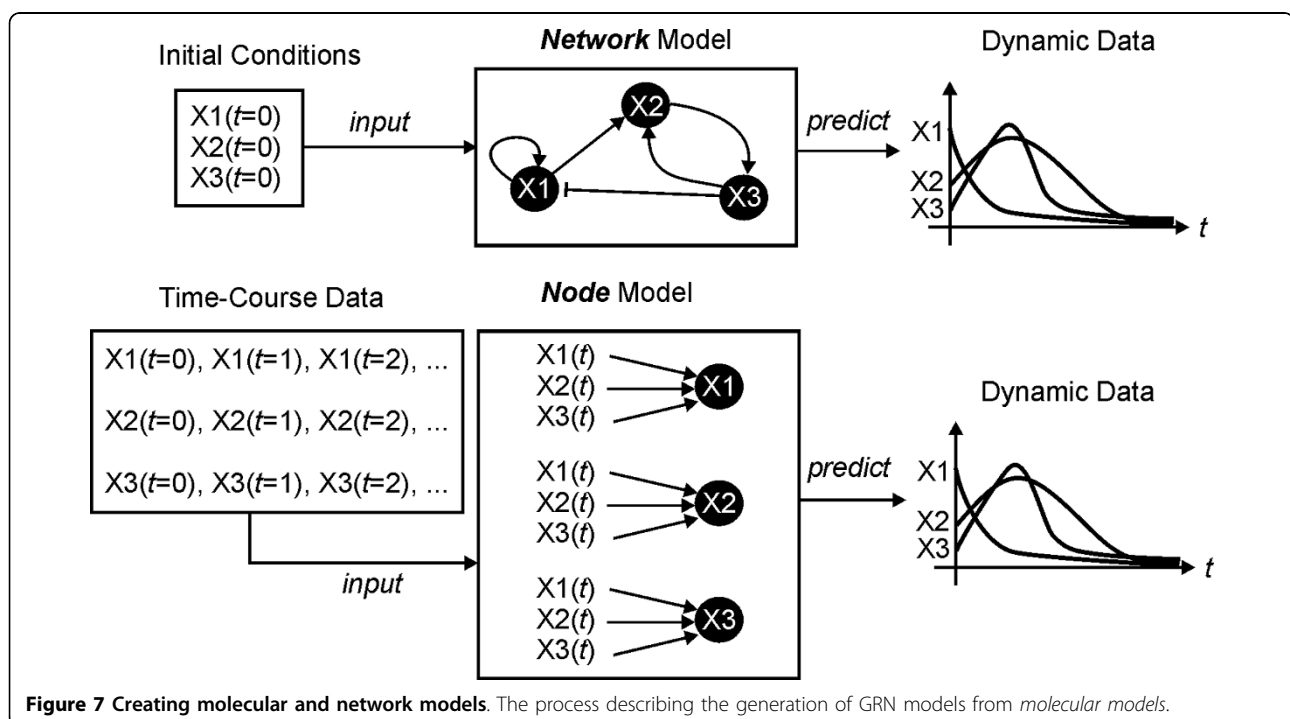 Initial Conditions
X1(t=0)
X2(t=0)
X3(t=0)
input
Network Model
X2
X1
X3
predict
Dynamic Data
X1
X2
X3
t
Time-Course Data
X1(t=0), X1(t=1), X1(t=2), ...
X2(t=0), X2(t=1), X2(t=2), ...
X3(t=0), X3(t=1), X3(t=2), ...
input
Node Model
X1(t)
X2(t)
X3(t)
X1
X1(t)
X2(t)
X3(t)
X2
X1(t)
X2(t)
X3(t)
X3
predict
Dynamic Data
X1
X2
X3
t
Figure 7 Creating molecular and network models. The process describing the generation of GRN models from molecular models.